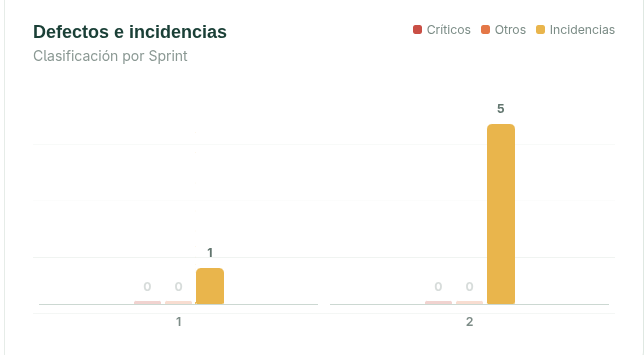 Defectos e incidencias
Críticos Otros Incidencias
Clasificación por Sprint
5
1
0 0
0 0
1
2